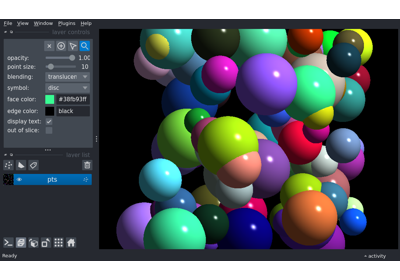 File View Window Plugins Help
layer controls
opacity: 1.00
point size: 10
blending: translucen
symbol: disc
face color: #38fb93ff
edge color: black
display text:
out of slice:
layer list
pts
Ready
activity